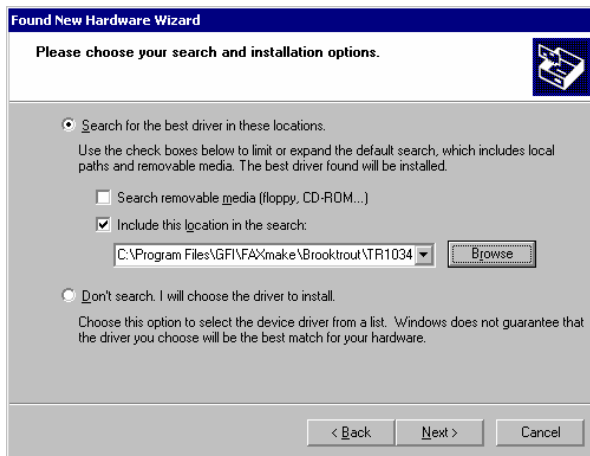 Found New Hardware Wizard
Please choose your search and installation options.
Search for the best driver in these locations.
Use the check boxes below to limit or expand the default search, which includes local
paths and removable media. The best driver found will be installed.
Search removable media (floppy, CD-ROM...)
Include this location in the search:
C:\Program Files\GFI\FAXmake\Brooktrout\TR1034
Browse
Don't search. I will choose the driver to install.
Choose this option to select the device driver from a list. Windows does not guarantee that
the driver you choose will be the best match for your hardware.
< Back Next > Cancel